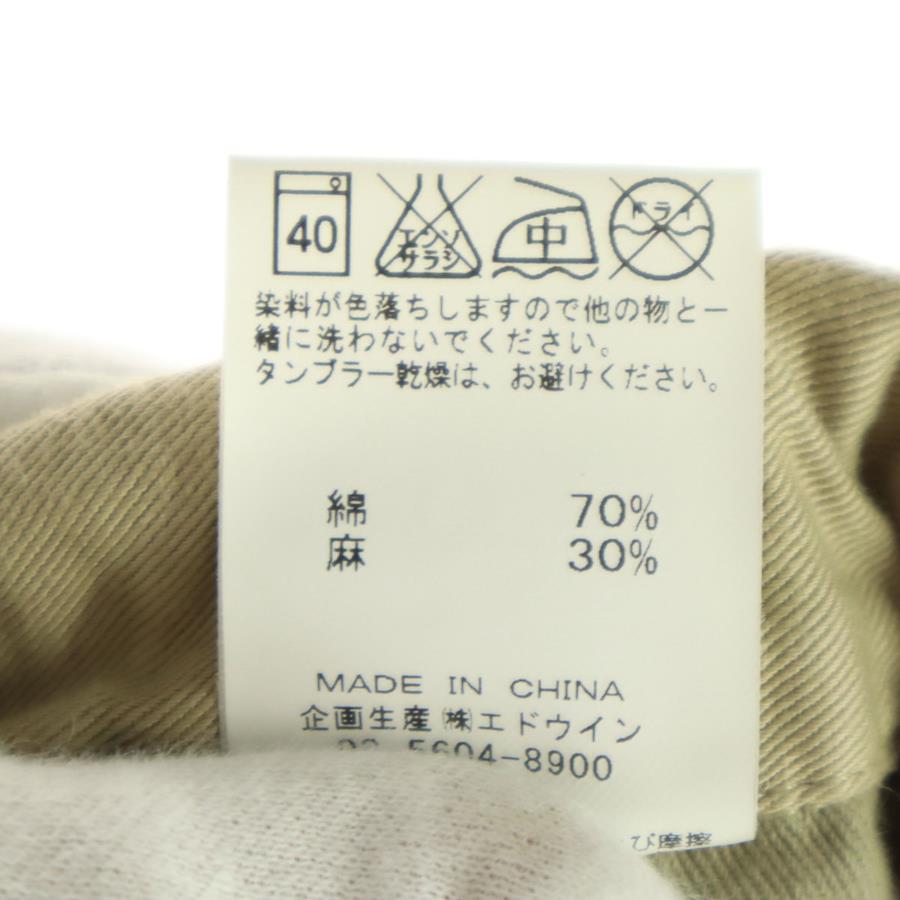 40 エンソ サラシ 中 ドライ
染料が色落ちしますので他の物と一
緒に洗わないでください。
タンブラー乾燥は、お避けください。
綿 70%
麻 30%
MADE IN CHINA
企画生産 ㈱エドウイン
5604-8900
び摩擦